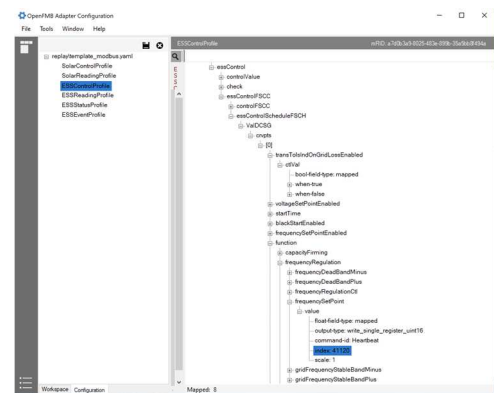 OpenFMB Adapter Configuration
File Tools Window Help
ESSControlProfile
replay\template_modbus.yaml
SolarControlProfile
SolarReadingProfile
ESSControlProfile
ESSReadingProfile
ESSStatusProfile
ESSEventProfile
essControl
controlValue
check
essControlFSCC
controlFSCC
essControlScheduleFSCH
ValDCSG
crvpts
[0]
transToIslndOnGridLossEnabled
ctlVal
bool-field-type: mapped
when-true
when-false
voltageSetPointEnabled
startTime
blackStartEnabled
frequencySetPointEnabled
function
capacityFirming
frequencyRegulation
frequencyDeadBandMinus
frequencyDeadBandPlus
frequencyRegulationCtl
frequencySetPoint
value
float-field-type: mapped
output-type: write_single_register_uint16
command-id: Heartbeat
index: 41120
scale: 1
gridFrequencyStableBandMinus
gridFrequencyStableBandPlus
Workspace Configuration
Mapped: 8